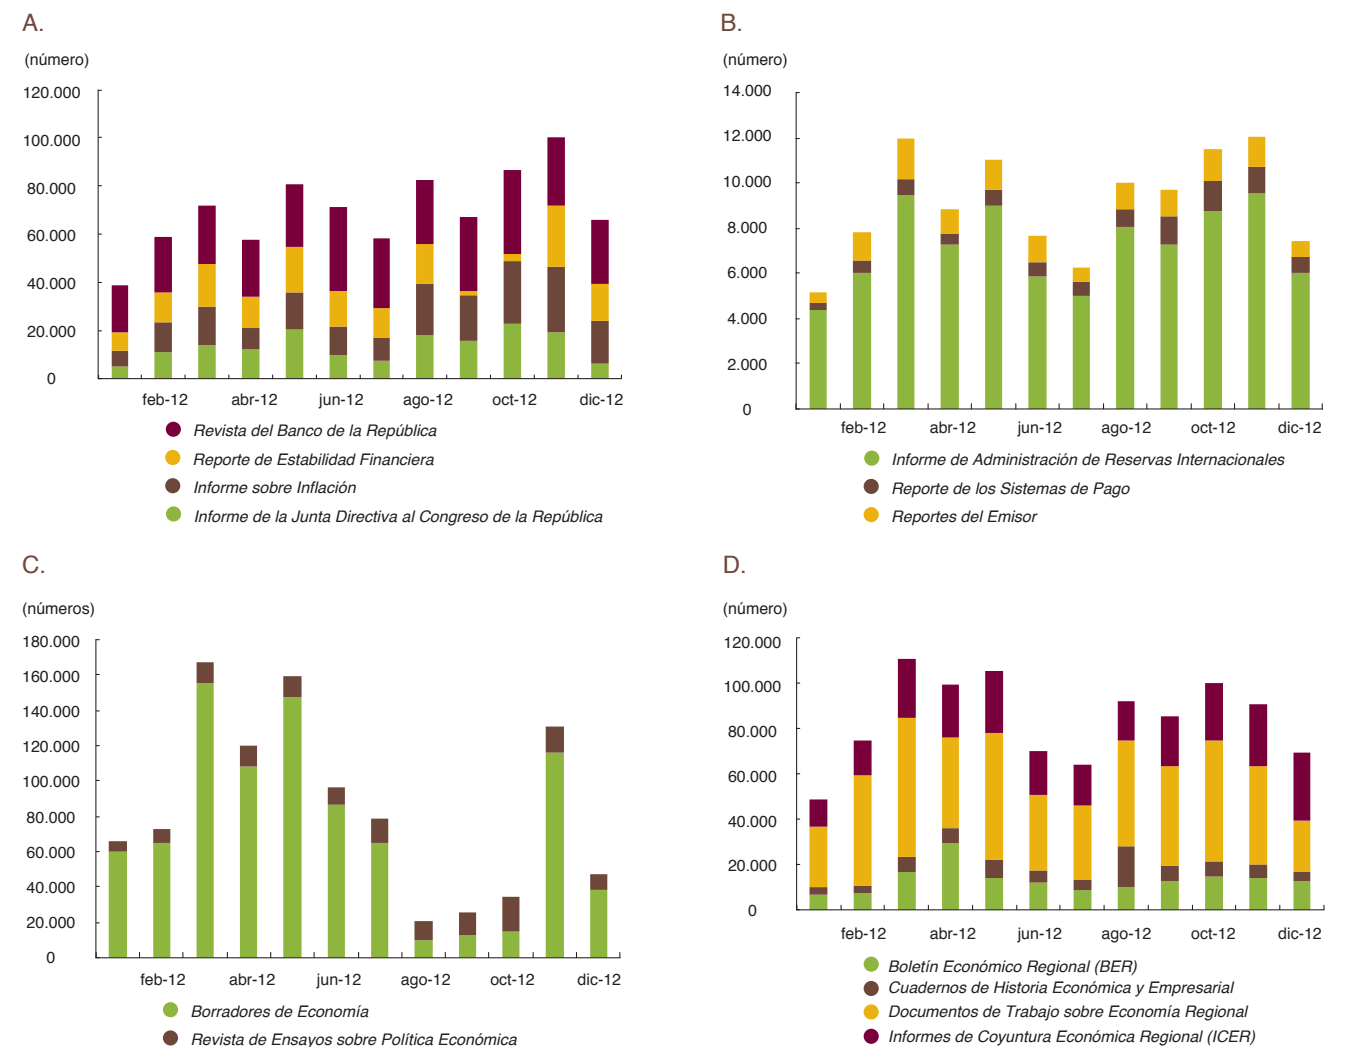 A.
(número)
120.000
100.000
80.000
60.000
40.000
20.000
0
feb-12 abr-12 jun-12 ago-12 oct-12 dic-12
Revista del Banco de la República
Reporte de Estabilidad Financiera
Informe sobre Inflación
Informe de la Junta Directiva al Congreso de la República
B.
(número)
14.000
12.000
10.000
8.000
6.000
4.000
2.000
0
feb-12 abr-12 jun-12 ago-12 oct-12 dic-12
Informe de Administración de Reservas Internacionales
Reporte de los Sistemas de Pago
Reportes del Emisor
C.
(números)
180.000
160.000
140.000
120.000
100.000
80.000
60.000
40.000
20.000
0
feb-12 abr-12 jun-12 ago-12 oct-12 dic-12
Borradores de Economía
Revista de Ensayos sobre Política Económica
D.
(número)
120.000
100.000
80.000
60.000
40.000
20.000
0
feb-12 abr-12 jun-12 ago-12 oct-12 dic-12
Boletín Económico Regional (BER)
Cuadernos de Historia Económica y Empresarial
Documentos de Trabajo sobre Economía Regional
Informes de Coyuntura Económica Regional (ICER)